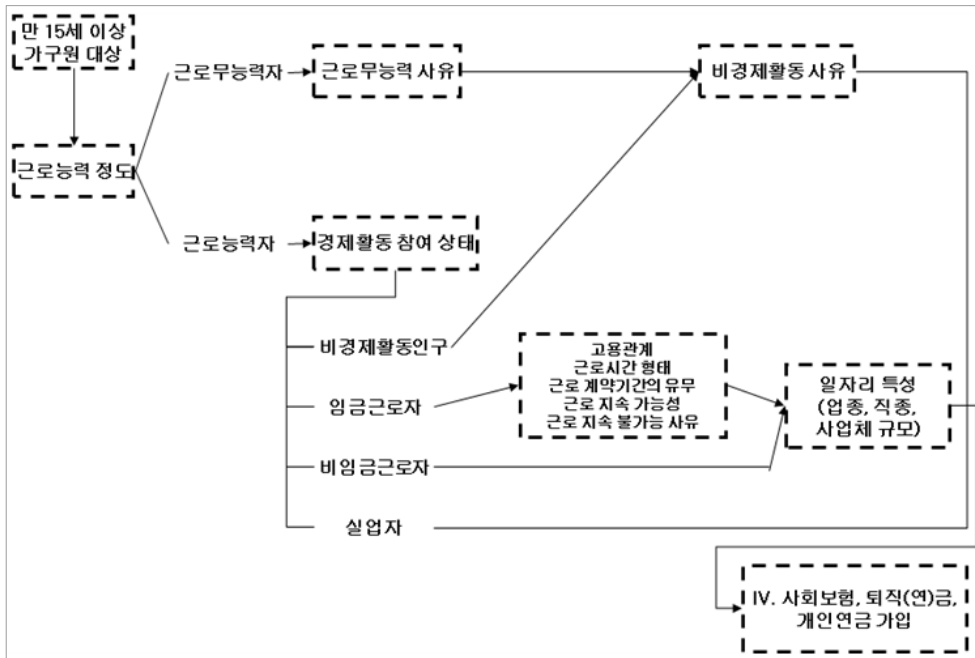 만 15세 이상
가구원 대상
근로무능력자
근로무능력 사유
비경제활동 사유
근로능력 정도
근로능력자
경제활동 참여 상태
비경제활동인구
고용관계
근로시간 형태
근로 계약기간의 유무
근로 지속 가능성
근로 지속 불가능 사유
임금근로자
일자리 특성
(업종, 직종,
사업체 규모)
비임금근로자
실업자
IV. 사회보험, 퇴직(연)금,
개인연금 가입